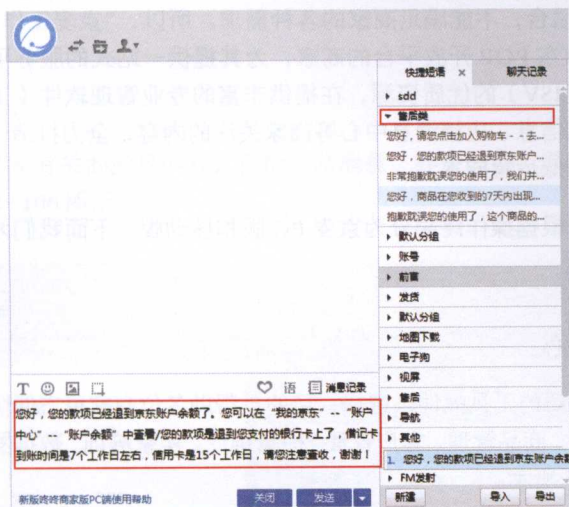 快捷短语 × 聊天记录
sdd
售后类
您好，请您点击加入购物车--去...
您好，您的款项已经退到京东账户...
非常抱歉耽误您的使用了，我们并...
您好，商品在您收到的7天内出现...
抱歉耽误您的使用了，这个商品的...
默认分组
账号
前言
发货
默认分组
地图下载
电子狗
视屏
售后
导航
其他
1. 您好，您的款项已经退到京东账户余额
FM发射
新建 导入 导出
T 语 消息记录
您好，您的款项已经退到京东账户余额了。您可以在“我的京东”--“账户
中心”--“账户余额”中查看/您的款项是退到您支付的银行卡上了，借记卡
到账时间是7个工作日左右，信用卡是15个工作日，请您注意查收，谢谢！
新版咚咚商家版PC端使用帮助 关闭 发送